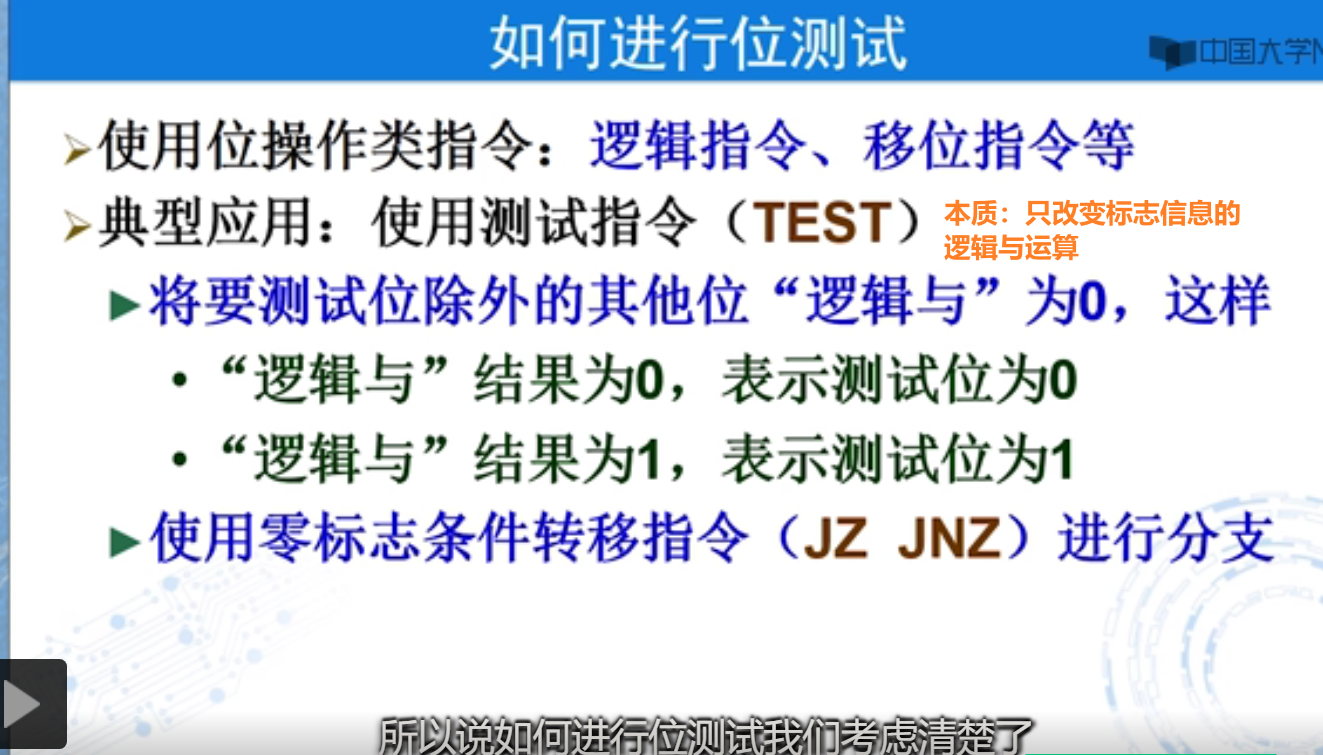 如何进行位测试
中国大学M
使用位操作类指令：逻辑指令、移位指令等
典型应用：使用测试指令（TEST）
本质：只改变标志信息的
逻辑与运算
将要测试位除外的其他位“逻辑与”为0，这样
• “逻辑与”结果为0，表示测试位为0
• “逻辑与”结果为1，表示测试位为1
使用零标志条件转移指令（JZ JNZ）进行分支
所以说如何进行位测试我们考虑清楚了